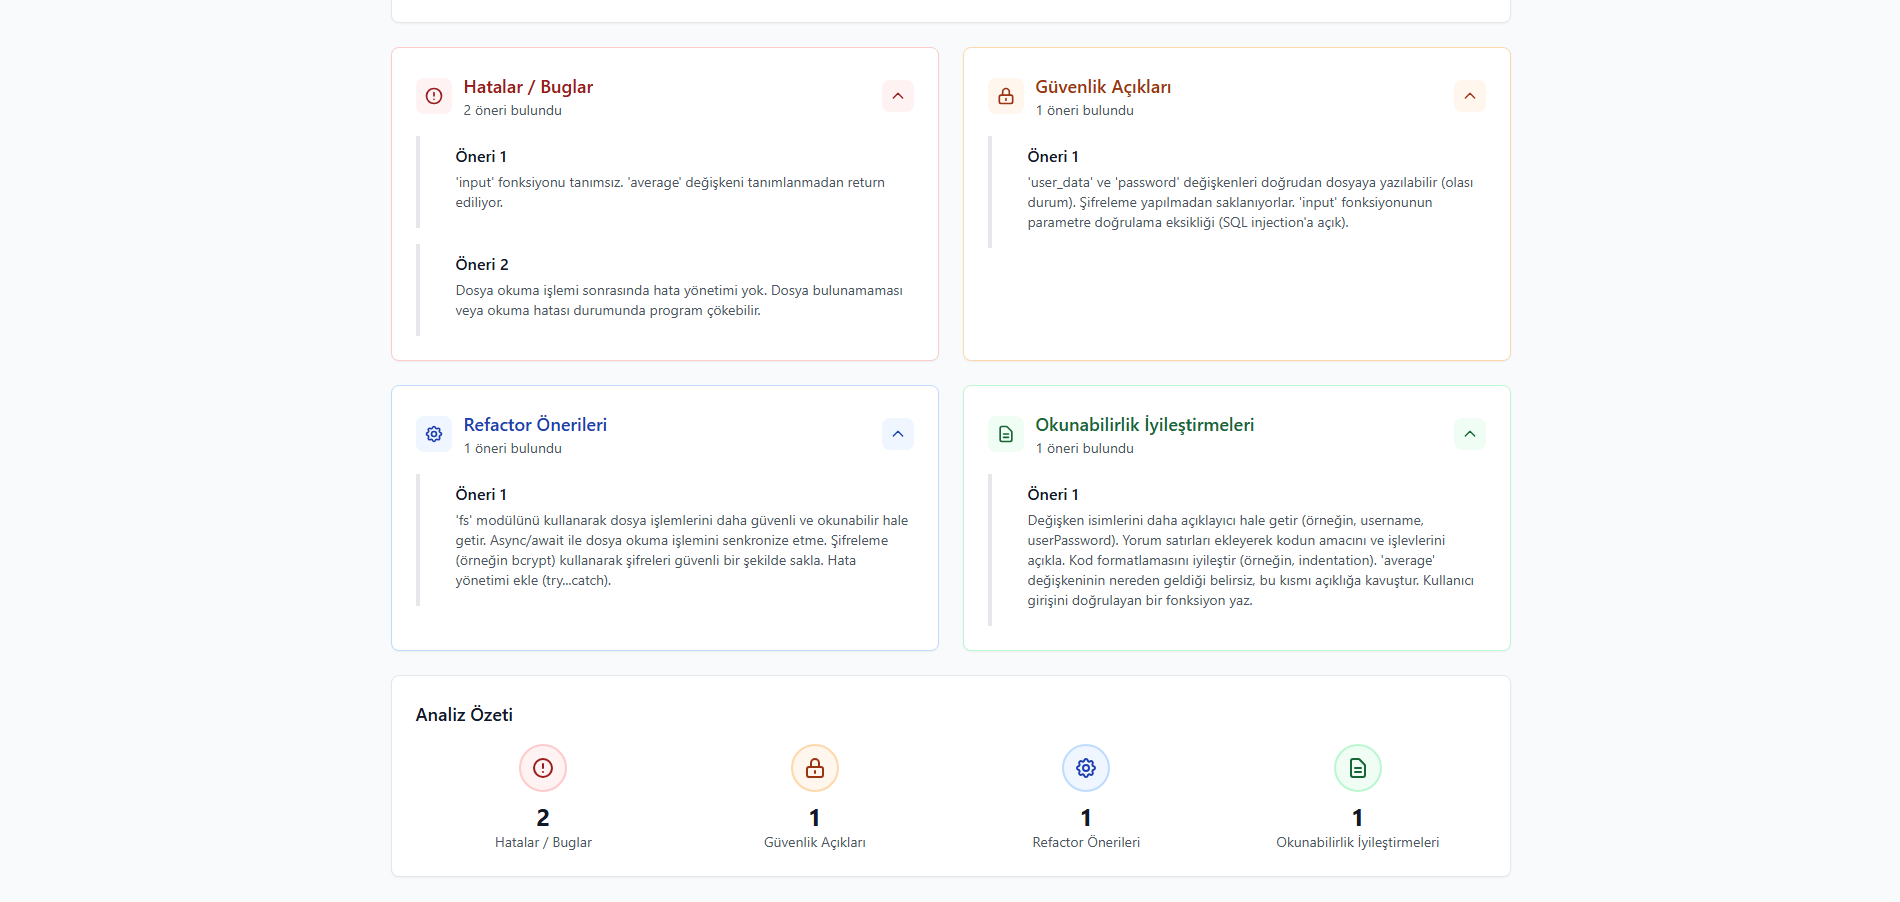 Hatalar / Buglar
2 öneri bulundu
Öneri 1
'input' fonksiyonu tanımsız. 'average' değişkeni tanımlanmadan return
ediliyor.
Öneri 2
Dosya okuma işlemi sonrasında hata yönetimi yok. Dosya bulunamaması
veya okuma hatası durumunda program çökebilir.
Güvenlik Açıkları
1 öneri bulundu
Öneri 1
'user_data' ve 'password' değişkenleri doğrudan dosyaya yazılabilir (olası
durum). Şifreleme yapılmadan saklanıyorlar. 'input' fonksiyonunun
parametre doğrulama eksikliği (SQL injection'a açık).
Refactor Önerileri
1 öneri bulundu
Öneri 1
'fs' modülünü kullanarak dosya işlemlerini daha güvenli ve okunabilir hale
getir. Async/await ile dosya okuma işlemini senkronize etme. Şifreleme
(örneğin bcrypt) kullanarak şifreleri güvenli bir şekilde sakla. Hata
yönetimi ekle (try...catch).
Okunabilirlik İyileştirmeleri
1 öneri bulundu
Öneri 1
Değişken isimlerini daha açıklayıcı hale getir (örneğin, username,
userPassword). Yorum satırları ekleyerek kodun amacını ve işlevlerini
açıkla. Kod formatlamasını iyileştir (örneğin, indentation). 'average'
değişkeninin nereden geldiği belirsiz, bu kısmı açıklığa kavuştur. Kullanıcı
girişini doğrulayan bir fonksiyon yaz.
Analiz Özeti
2
Hatalar / Buglar
1
Güvenlik Açıkları
1
Refactor Önerileri
1
Okunabilirlik İyileştirmeleri